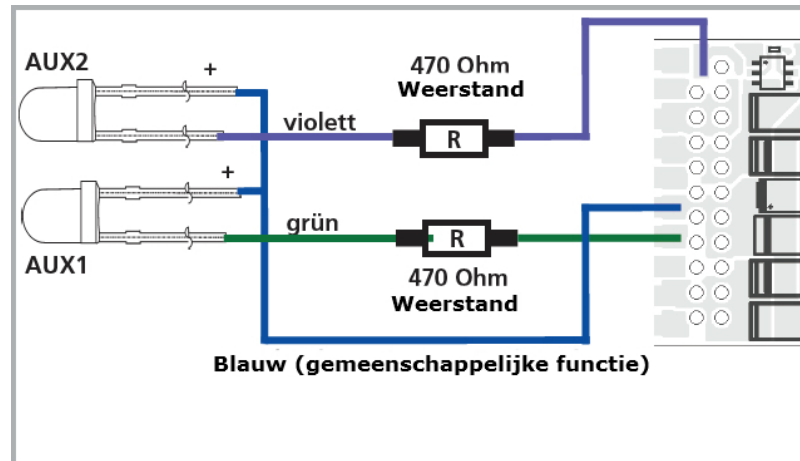 AUX2
+
470 Ohm
Weerstand
violett
R
+
grün
R
AUX1
470 Ohm
Weerstand
Blauw (gemeenschappelijke functie)
+